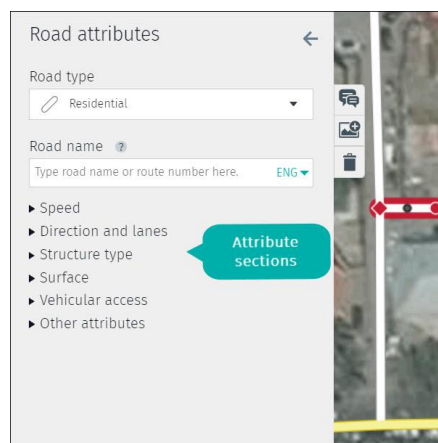 Road attributes
Road type
Residential
Road name ?
Type road name or route number here. ENG
Speed
Direction and lanes
Structure type
Surface
Vehicular access
Other attributes
Attribute
sections